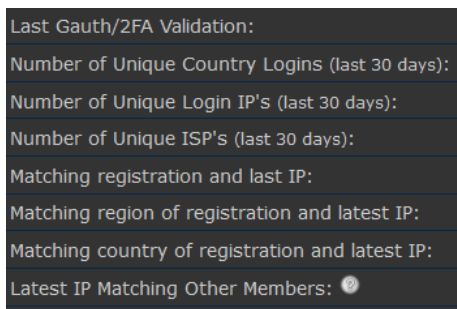 Last Gauth/2FA Validation:
Number of Unique Country Logins (last 30 days):
Number of Unique Login IP's (last 30 days):
Number of Unique ISP's (last 30 days):
Matching registration and last IP:
Matching region of registration and latest IP:
Matching country of registration and latest IP:
Latest IP Matching Other Members: ?